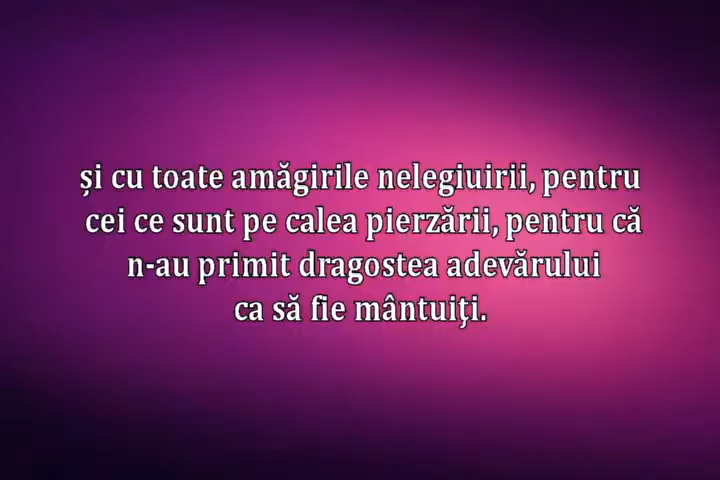 și cu toate amăgirile nelegiuirii, pentru
cei ce sunt pe calea pierzării, pentru că
n-au primit dragostea adevărului
ca să fie mântuiţi.